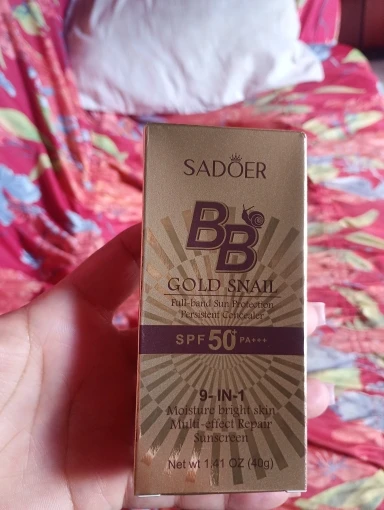 SADOER
BB
GOLD SNAIL
Full-band Sun Protection
Persistent Concealer
SPF 50+ PA+++
9-IN-1
Moisture bright skin
Multi-effect Repair
Sunscreen
Net wt 1.41 OZ (40g)